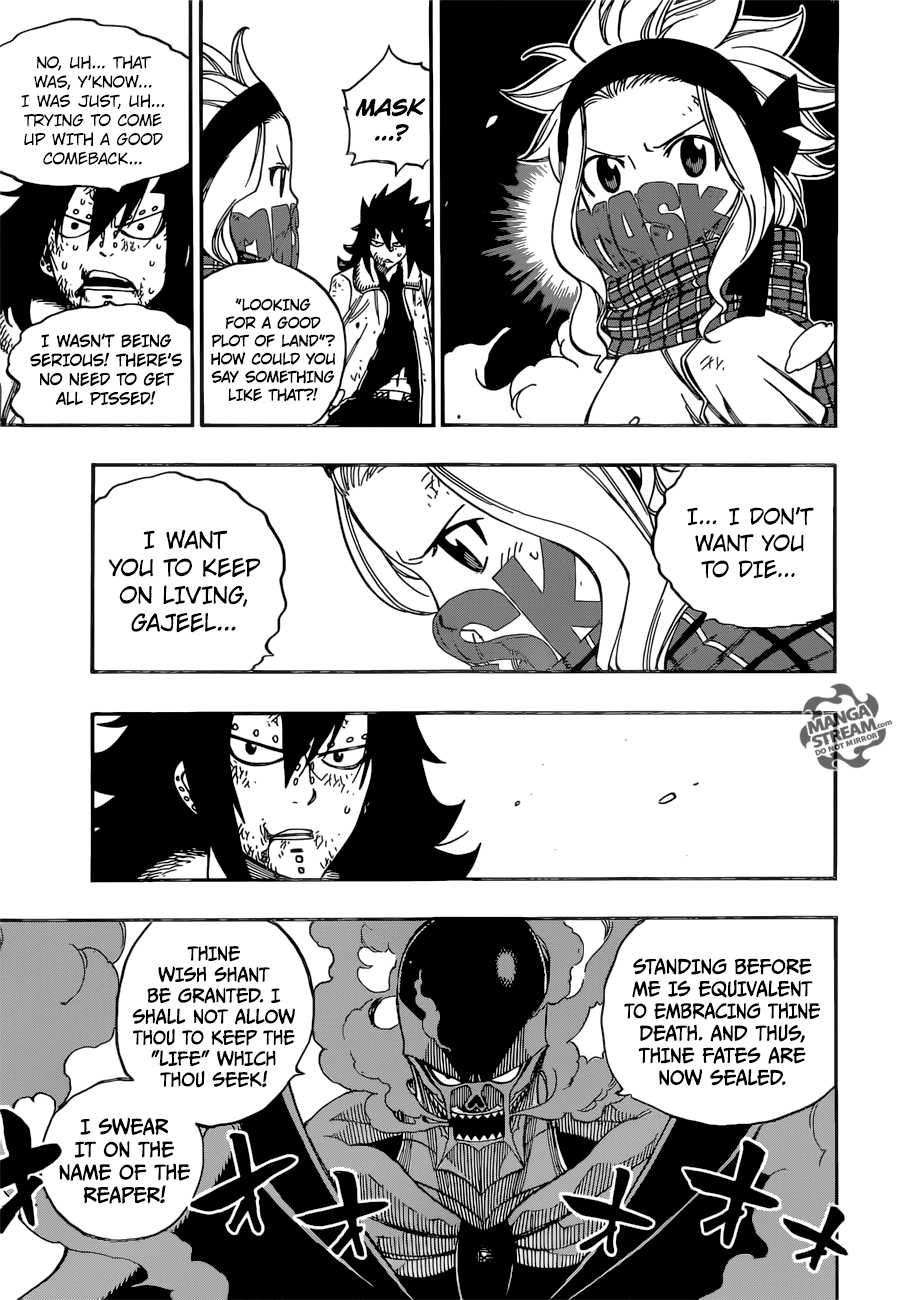 MASK
MASK
...?
"LOOKING
FOR A GOOD
PLOT OF LAND"?
HOW COULD YOU
SAY SOMETHING
LIKE THAT?!
NO, UH... THAT
WAS, Y'KNOW...
I WAS JUST, UH...
TRYING TO COME
UP WITH A GOOD
COMEBACK...
I WASN'T BEING
SERIOUS! THERE'S
NO NEED TO GET
ALL PISSED!
I... I DON'T
WANT YOU
TO DIE...
I WANT
YOU TO KEEP
ON LIVING,
GAJEEL...
MANGA
STREAM.com
DO NOT MIRROR
STANDING BEFORE
ME IS EQUIVALENT
TO EMBRACING THINE
DEATH. AND THUS,
THINE FATES ARE
NOW SEALED.
THINE
WISH SHANT
BE GRANTED. I
SHALL NOT ALLOW
THOU TO KEEP THE
"LIFE" WHICH
THOU SEEK!
I SWEAR
IT ON THE
NAME OF THE
REAPER!